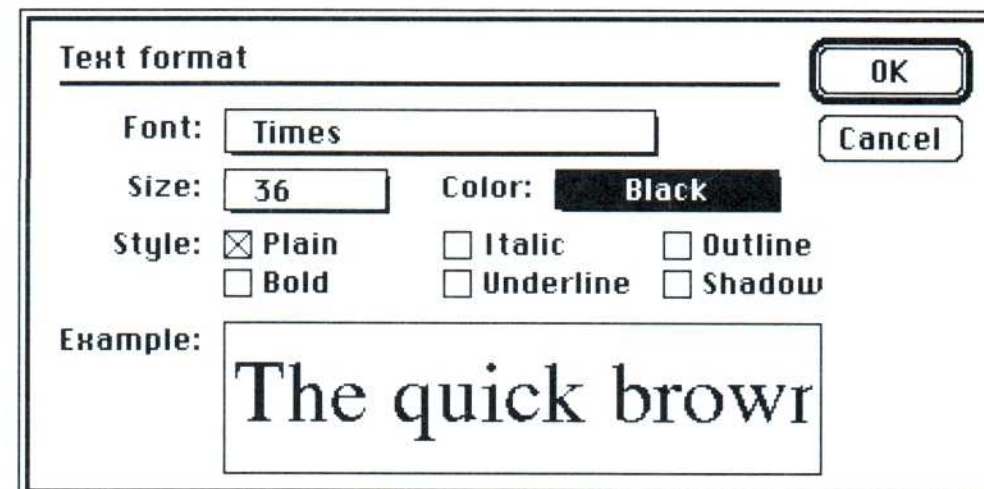 Text format
OK
Font: Times
Cancel
Size: 36 Color: Black
Style: Plain Italic Outline
Bold Underline Shadow
Example: The quick brown